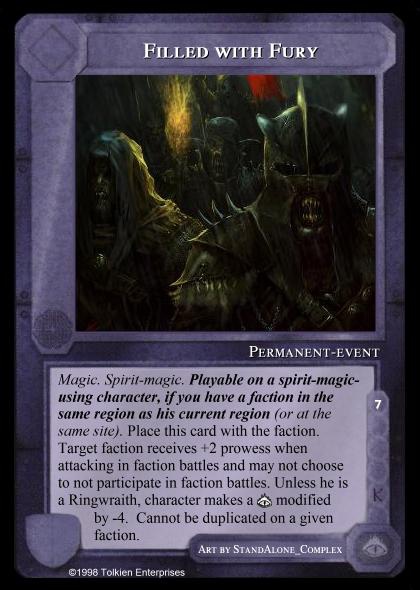 Filled with Fury
Permanent-event
Magic. Spirit-magic. Playable on a spirit-magic-
using character, if you have a faction in the
same region as his current region (or at the
same site). Place this card with the faction.
Target faction receives +2 prowess when
attacking in faction battles and may not choose
to not participate in faction battles. Unless he is
a Ringwraith, character makes a modified
by -4. Cannot be duplicated on a given
faction.
7
K
Art by StandAlone_Complex
©1998 Tolkien Enterprises